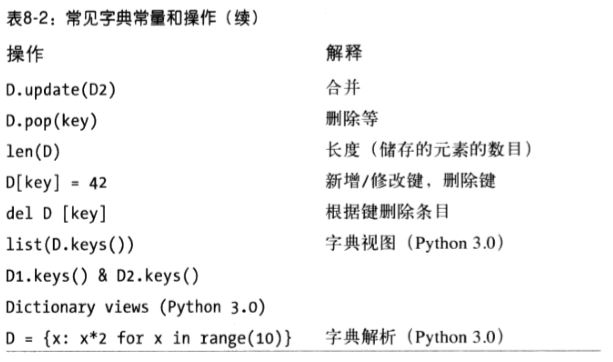 表8-2：常见字典常量和操作（续）
操作 解释
D.update(D2) 合并
D.pop(key) 删除等
len(D) 长度（储存的元素的数目）
D[key] = 42 新增/修改键，删除键
del D [key] 根据键删除条目
list(D.keys()) 字典视图（Python 3.0）
D1.keys() & D2.keys()
Dictionary views (Python 3.0)
D = {x: x*2 for x in range(10)} 字典解析（Python 3.0）